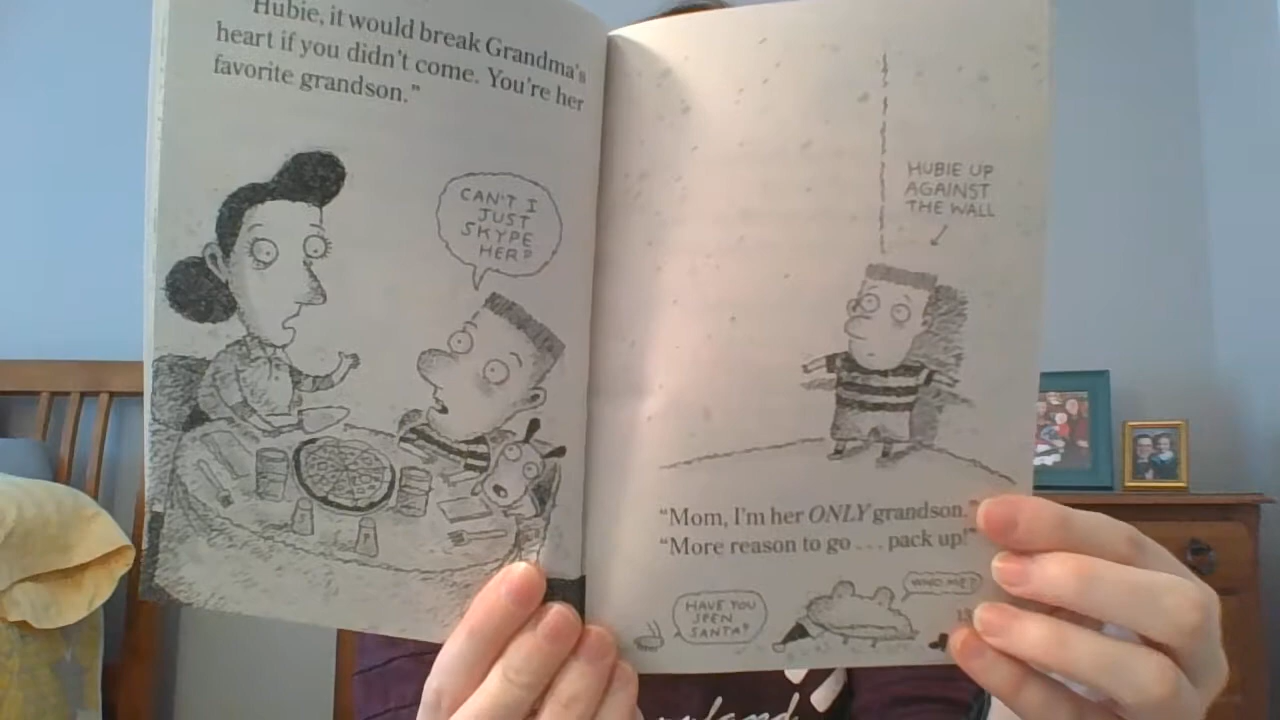 "Hubie, it would break Grandma's
heart if you didn't come. You're her
favorite grandson."
CAN'T I
JUST
SKYPE
HER?
HUBIE UP
AGAINST
THE WALL
"Mom, I'm her ONLY grandson."
"More reason to go . . . pack up!"
HAVE YOU
SEEN
SANTA?
WHO ME?